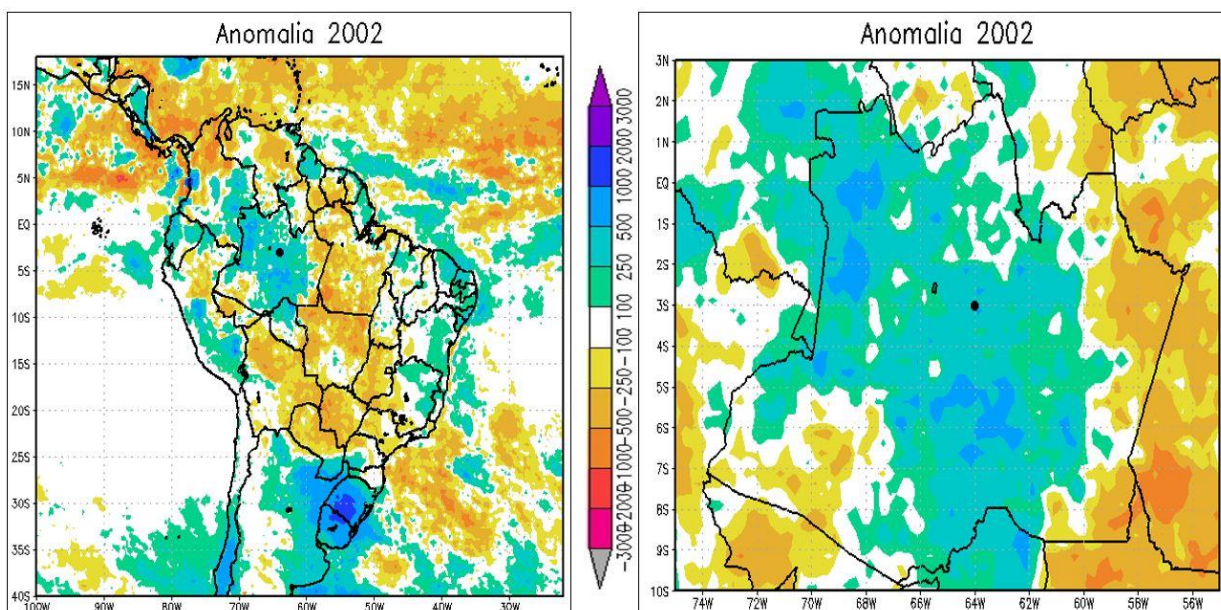 Anomalia 2002
15N
10N
5N
EQ
5S
10S
15S
20S
25S
30S
35S
40S
100W 90W 80W 70W 60W 50W 40W 30W
3000
2000
1000
500
250
100
-100
-250
-500
-1000
-2000
-3000
Anomalia 2002
3N
2N
1N
EQ
1S
2S
3S
4S
5S
6S
7S
8S
9S
10S
74W 72W 70W 68W 66W 64W 62W 60W 58W 56W